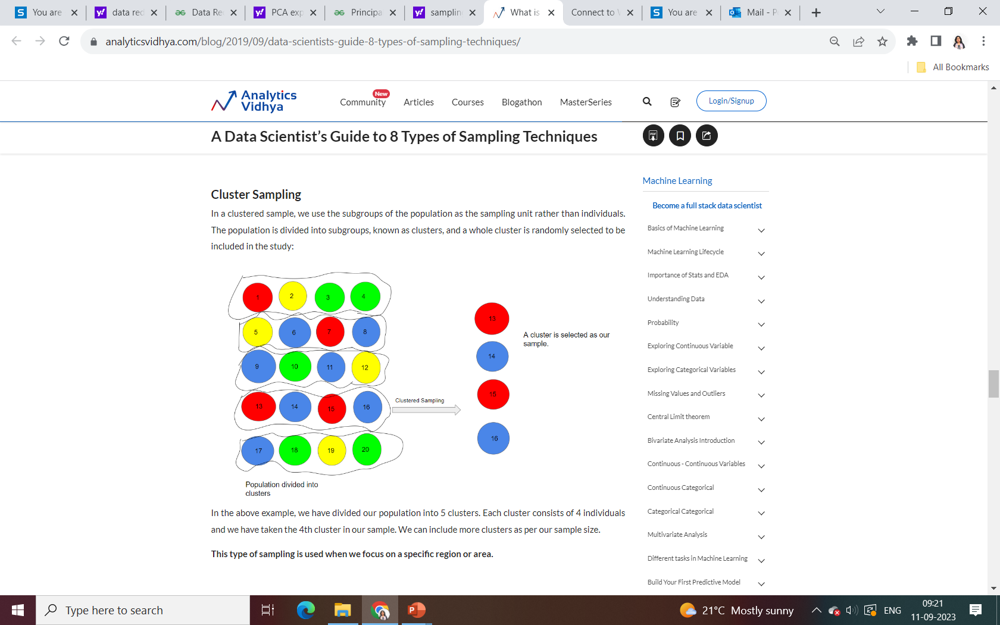 You are
data red
Data Re
PCA exp
Principa
sampling
What is
Connect to
You are
Mail - P
analyticsvidhya.com/blog/2019/09/data-scientists-guide-8-types-of-sampling-techniques/
All Bookmarks
Analytics
Vidhya
New
Community
Articles
Courses
Blogathon
MasterSeries
Login/Signup
A Data Scientist’s Guide to 8 Types of Sampling Techniques
PDF
Cluster Sampling
In a clustered sample, we use the subgroups of the population as the sampling unit rather than individuals.
The population is divided into subgroups, known as clusters, and a whole cluster is randomly selected to be
included in the study:
1 2 3 4
5 6 7 8
9 10 11 12
13 14 15 16
17 18 19 20
Population divided into
clusters
Clustered Sampling
13
14
15
16
A cluster is selected as our
sample.
In the above example, we have divided our population into 5 clusters. Each cluster consists of 4 individuals
and we have taken the 4th cluster in our sample. We can include more clusters as per our sample size.
This type of sampling is used when we focus on a specific region or area.
Machine Learning
Become a full stack data scientist
Basics of Machine Learning
Machine Learning Lifecycle
Importance of Stats and EDA
Understanding Data
Probability
Exploring Continuous Variable
Exploring Categorical Variables
Missing Values and Outliers
Central Limit theorem
Bivariate Analysis Introduction
Continuous - Continuous Variables
Continuous Categorical
Categorical Categorical
Multivariate Analysis
Different tasks in Machine Learning
Build Your First Predictive Model
Type here to search
21°C Mostly sunny
ENG
09:21
11-09-2023